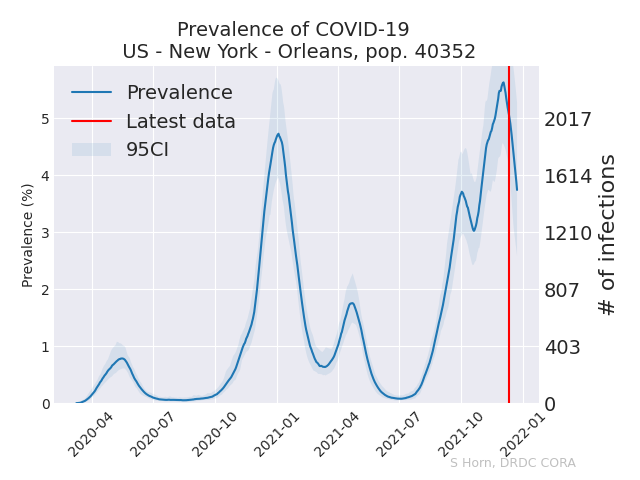 Prevalence of COVID-19
US - New York - Orleans, pop. 40352
Prevalence
Latest data
95CI
Prevalence (%)
5
4
3
2
1
0
2017
1614
1210
807
403
0
# of infections
2020-04
2020-07
2020-10
2021-01
2021-04
2021-07
2021-10
2022-01
S Horn, DRDC CORA